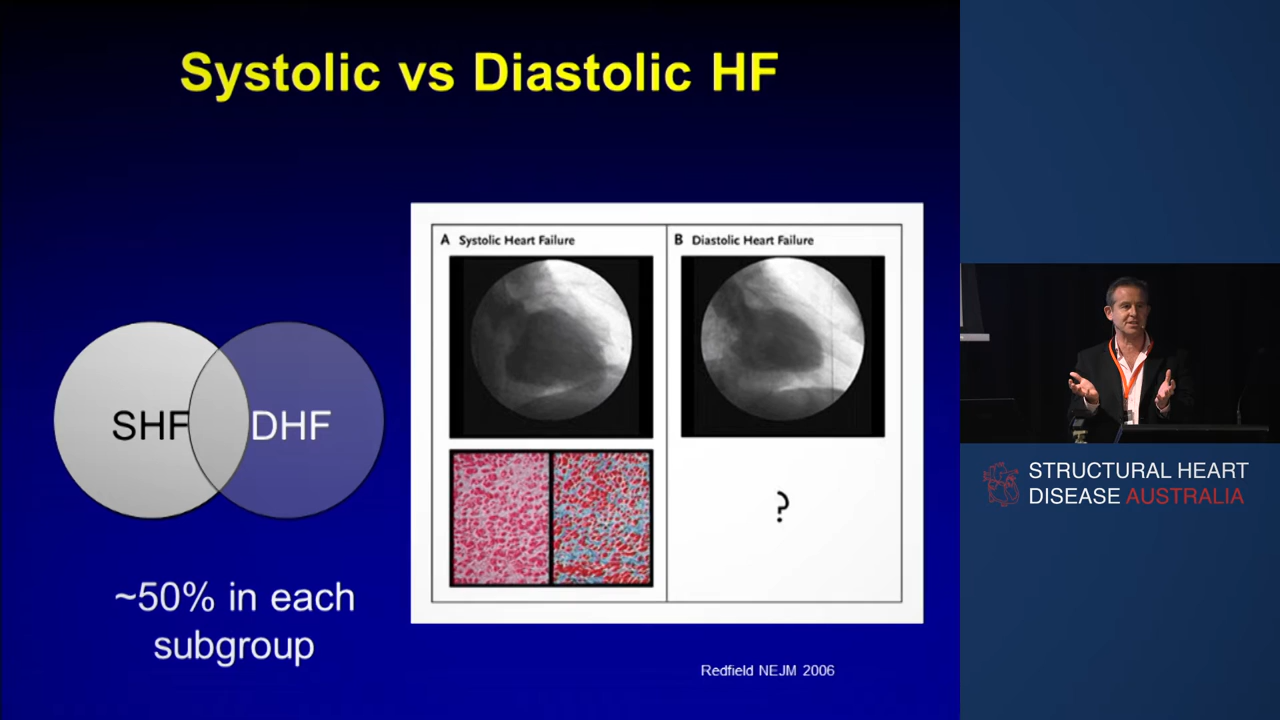 Systolic vs Diastolic HF
A Systolic Heart Failure
B Diastolic Heart Failure
SHF
DHF
?
~50% in each
subgroup
Redfield NEJM 2006
STRUCTURAL HEART
DISEASE AUSTRALIA